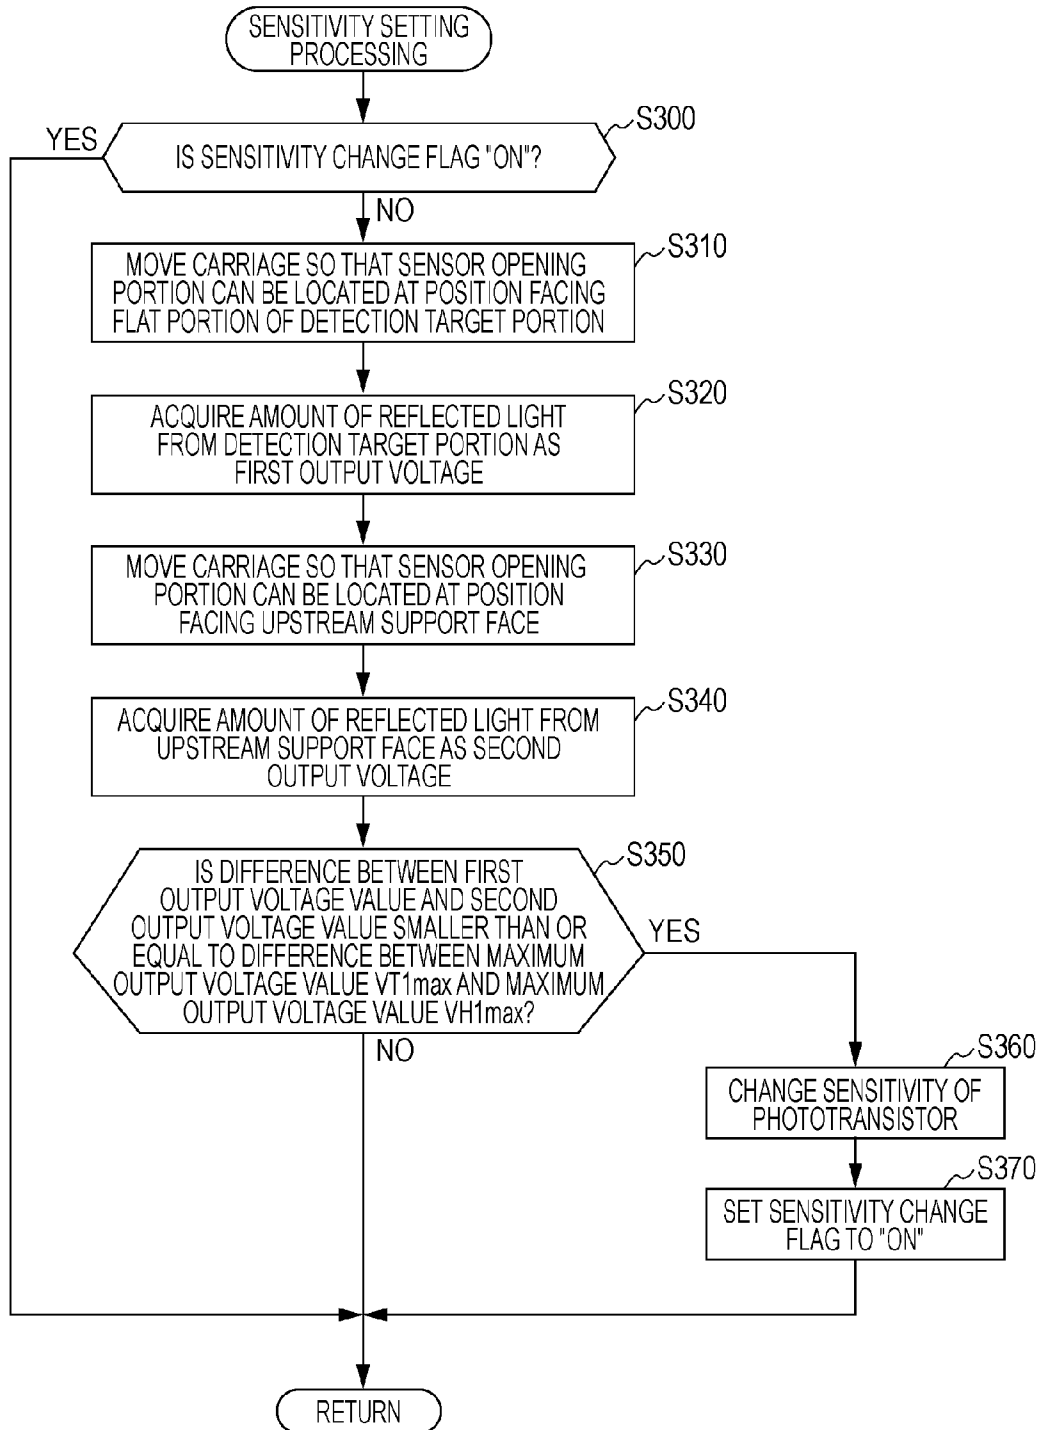 SENSITIVITY SETTING
PROCESSING
S300
YES
IS SENSITIVITY CHANGE FLAG "ON"?
NO
S310
MOVE CARRIAGE SO THAT SENSOR OPENING
PORTION CAN BE LOCATED AT POSITION FACING
FLAT PORTION OF DETECTION TARGET PORTION
S320
ACQUIRE AMOUNT OF REFLECTED LIGHT
FROM DETECTION TARGET PORTION AS
FIRST OUTPUT VOLTAGE
S330
MOVE CARRIAGE SO THAT SENSOR OPENING
PORTION CAN BE LOCATED AT POSITION
FACING UPSTREAM SUPPORT FACE
S340
ACQUIRE AMOUNT OF REFLECTED LIGHT FROM
UPSTREAM SUPPORT FACE AS SECOND
OUTPUT VOLTAGE
S350
IS DIFFERENCE BETWEEN FIRST
OUTPUT VOLTAGE VALUE AND SECOND
OUTPUT VOLTAGE VALUE SMALLER THAN OR
EQUAL TO DIFFERENCE BETWEEN MAXIMUM
OUTPUT VOLTAGE VALUE VT1max AND MAXIMUM
OUTPUT VOLTAGE VALUE VH1max?
YES
NO
S360
CHANGE SENSITIVITY OF
PHOTOTRANSISTOR
S370
SET SENSITIVITY CHANGE
FLAG TO "ON"
RETURN